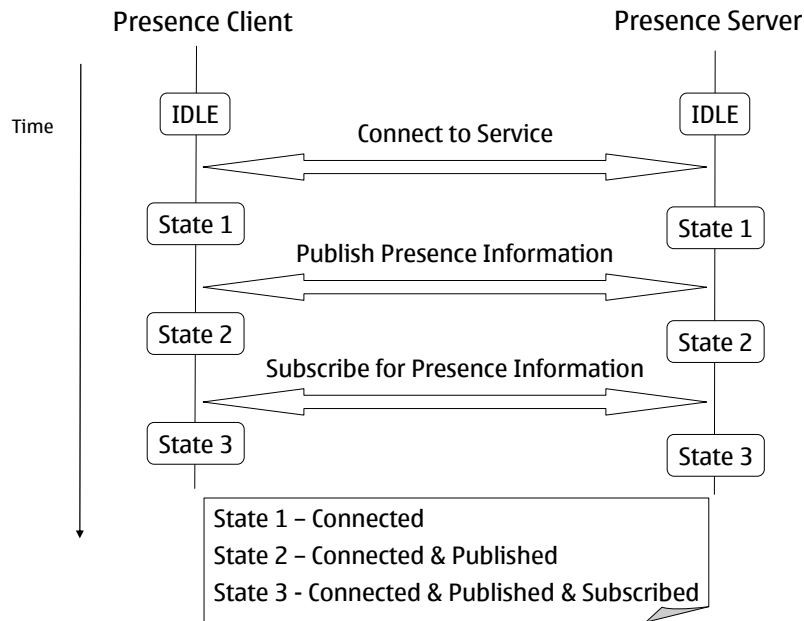 Presence Client
Presence Server
IDLE
IDLE
Time
Connect to Service
State 1
State 1
Publish Presence Information
State 2
State 2
Subscribe for Presence Information
State 3
State 3
State 1 – Connected
State 2 – Connected & Published
State 3 - Connected & Published & Subscribed